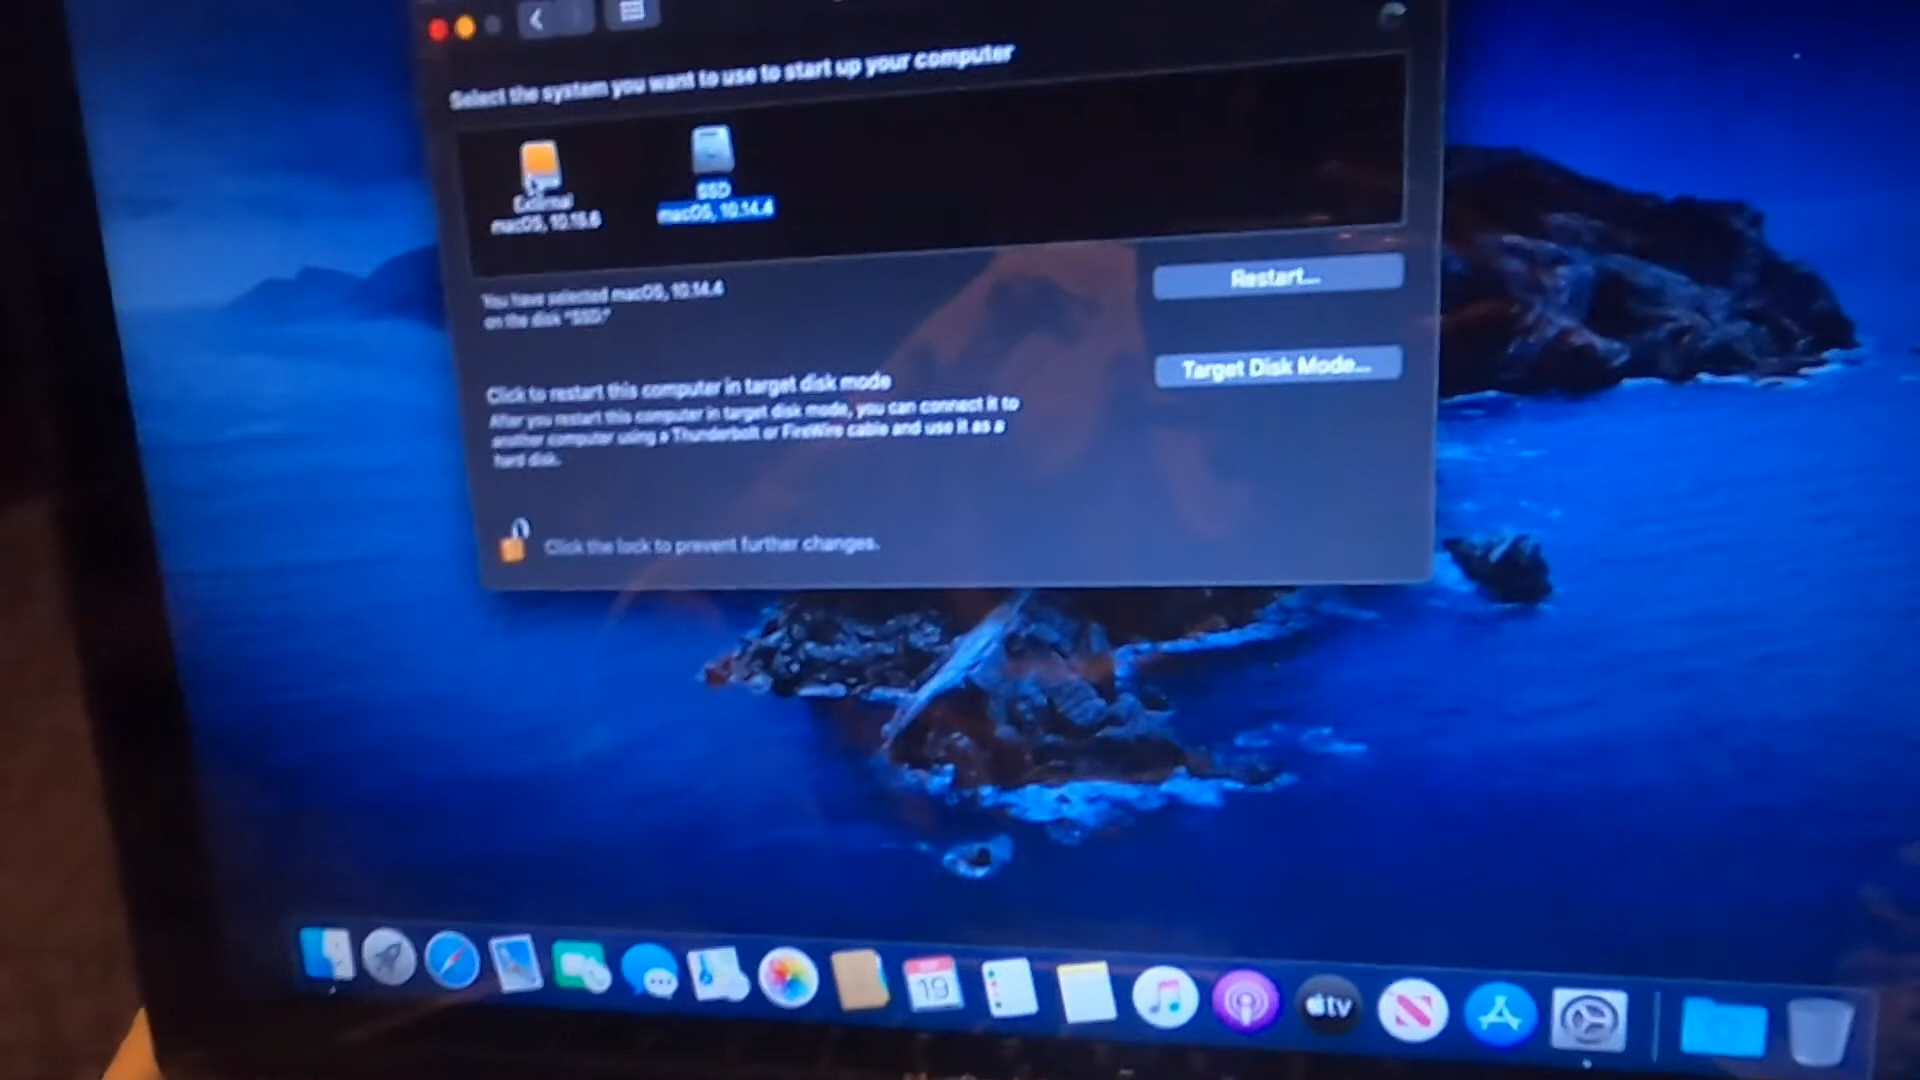 Select the system you want to use to start up your computer
External
macOS, 10.15.6
SSD
macOS, 10.14.4
You have selected macOS, 10.14.4
on the disk "SSD."
Restart...
Click to restart this computer in target disk mode
After you restart this computer in target disk mode, you can connect it to
another computer using a Thunderbolt or FireWire cable and use it as a
hard disk.
Target Disk Mode...
Click the lock to prevent further changes.
19
tv